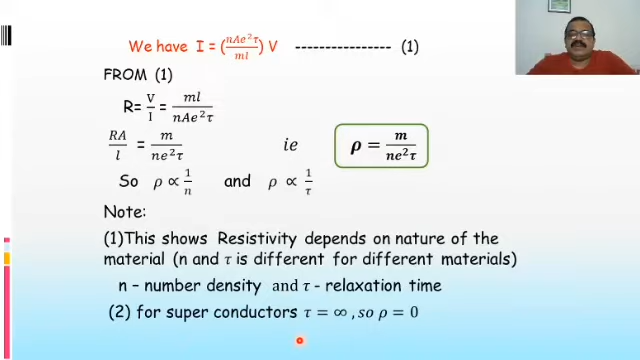 We have I = (nAe²τ/ml) V ---------------- (1)
FROM (1)
R= V/I = ml/nAe²τ
RA/l = m/ne²τ ie ρ = m/ne²τ
So ρ ∝ 1/n and ρ ∝ 1/τ
Note:
(1)This shows Resistivity depends on nature of the
material (n and τ is different for different materials)
n – number density and τ - relaxation time
(2) for super conductors τ = ∞ , so ρ = 0